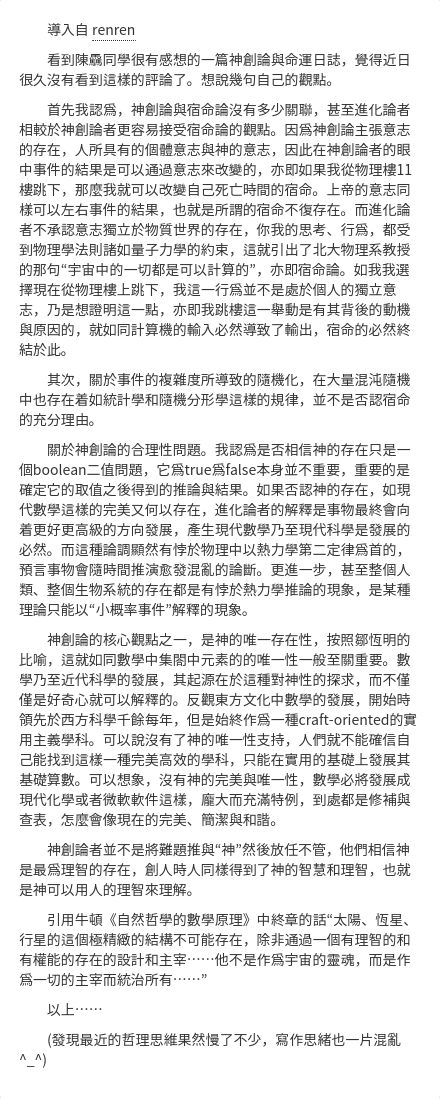 導入自 renren
看到陳驫同學很有感想的一篇神創論與命運日誌，覺得近日
很久沒有看到這樣的評論了。想說幾句自己的觀點。
首先我認爲，神創論與宿命論沒有多少關聯，甚至進化論者
相較於神創論者更容易接受宿命論的觀點。因爲神創論主張意志
的存在，人所具有的個體意志與神的意志，因此在神創論者的眼
中事件的結果是可以通過意志來改變的，亦即如果我從物理樓11
樓跳下，那麼我就可以改變自己死亡時間的宿命。上帝的意志同
樣可以左右事件的結果，也就是所謂的宿命不復存在。而進化論
者不承認意志獨立於物質世界的存在，你我的思考、行爲，都受
到物理學法則諸如量子力學的約束，這就引出了北大物理系教授
的那句“宇宙中的一切都是可以計算的”，亦即宿命論。如我我選
擇現在從物理樓上跳下，我這一行爲並不是處於個人的獨立意
志，乃是想證明這一點，亦即我跳樓這一舉動是有其背後的動機
與原因的，就如同計算機的輸入必然導致了輸出，宿命的必然終
結於此。
其次，關於事件的複雜度所導致的隨機化，在大量混沌隨機
中也存在着如統計學和隨機分形學這樣的規律，並不是否認宿命
的充分理由。
關於神創論的合理性問題。我認爲是否相信神的存在只是一
個boolean二值問題，它爲true爲false本身並不重要，重要的是
確定它的取值之後得到的推論與結果。如果否認神的存在，如現
代數學這樣的完美又何以存在，進化論者的解釋是事物最終會向
着更好更高級的方向發展，產生現代數學乃至現代科學是發展的
必然。而這種論調顯然有悖於物理中以熱力學第二定律爲首的，
預言事物會隨時間推演愈發混亂的論斷。更進一步，甚至整個人
類、整個生物系統的存在都是有悖於熱力學推論的現象，是某種
理論只能以“小概率事件”解釋的現象。
神創論的核心觀點之一，是神的唯一存在性，按照鄒恆明的
比喻，這就如同數學中集閤中元素的的唯一性一般至關重要。數
學乃至近代科學的發展，其起源在於這種對神性的探求，而不僅
僅是好奇心就可以解釋的。反觀東方文化中數學的發展，開始時
領先於西方科學千餘每年，但是始終作爲一種craft-oriented的實
用主義學科。可以說沒有了神的唯一性支持，人們就不能確信自
己能找到這樣一種完美高效的學科，只能在實用的基礎上發展其
基礎算數。可以想象，沒有神的完美與唯一性，數學必將發展成
現代化學或者微軟軟件這樣，龐大而充滿特例，到處都是修補與
查表，怎麼會像現在的完美、簡潔與和諧。
神創論者並不是將難題推與“神”然後放任不管，他們相信神
是最爲理智的存在，創人時人同樣得到了神的智慧和理智，也就
是神可以用人的理智來理解。
引用牛頓《自然哲學的數學原理》中終章的話“太陽、恆星、
行星的這個極精緻的結構不可能存在，除非通過一個有理智的和
有權能的存在的設計和主宰……他不是作爲宇宙的靈魂，而是作
爲一切的主宰而統治所有……”
以上……
(發現最近的哲理思維果然慢了不少，寫作思緒也一片混亂
^_^)